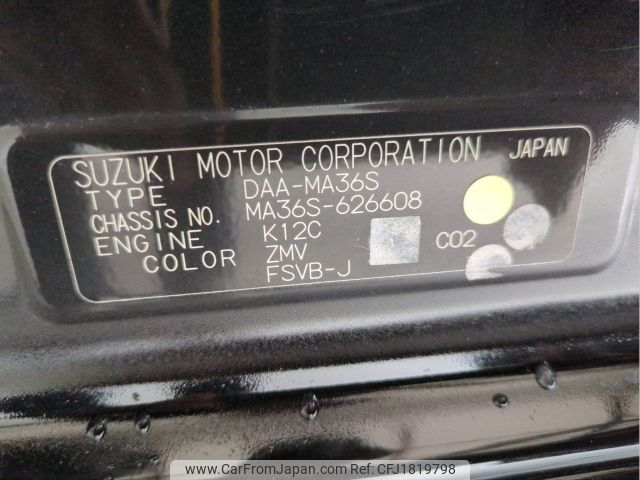 SUZUKI MOTOR CORPORATION JAPAN
TYPE DAA-MA36S
CHASSIS NO. MA36S-626608
ENGINE K12C
COLOR ZMV CO2
FSVB-J
www.CarFromJapan.com Ref:CFJ1819798